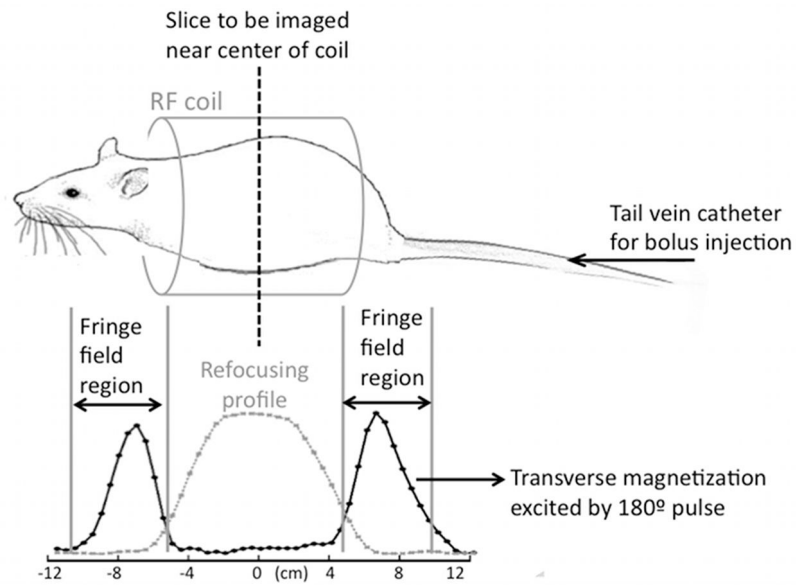 Slice to be imaged
near center of coil
RF coil
Tail vein catheter
for bolus injection
Fringe
field
region
Refocusing
profile
Fringe
field
region
Transverse magnetization
excited by 180º pulse
-12 -8 -4 0 (cm) 4 8 12